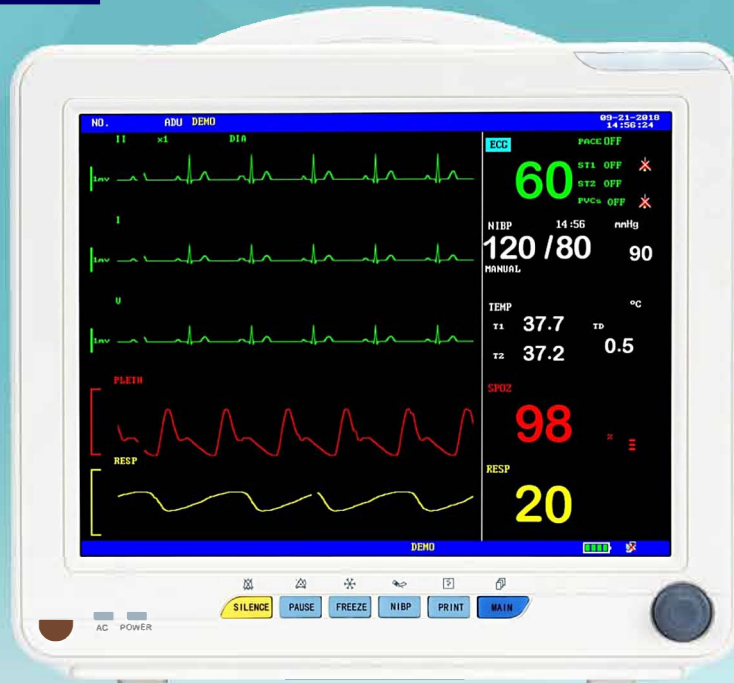 NO. ADU DEMO 09-21-2018
14:56:24
II x1 DIA
1mv
I
1mv
V
1mv
PLETH
RESP
ECG PACE OFF
60
ST1 OFF
ST2 OFF
PVCs OFF
NIBP 14:56 mmHg
120 /80 90
MANUAL
TEMP °C
T1 37.7 TD
0.5
T2 37.2
SPO2
98 %
RESP
20
DEMO
SILENCE PAUSE FREEZE NIBP PRINT MAIN
AC POWER